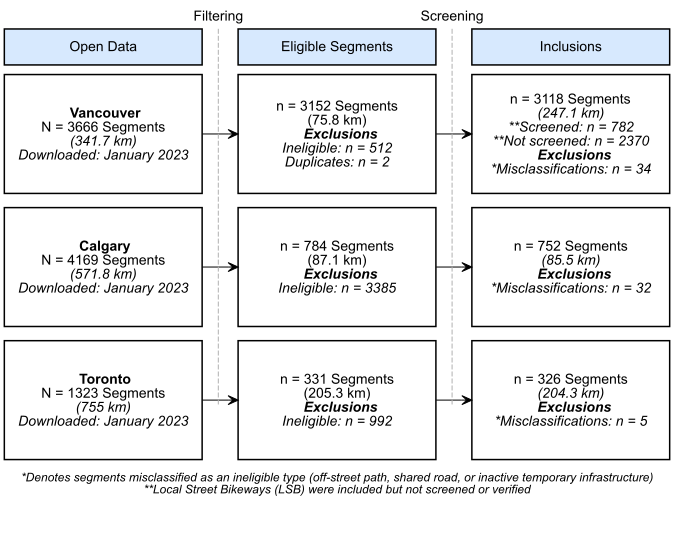 Filtering
Screening
Open Data
Eligible Segments
Inclusions
Vancouver
N = 3666 Segments
(341.7 km)
Downloaded: January 2023
n = 3152 Segments
(75.8 km)
Exclusions
Ineligible: n = 512
Duplicates: n = 2
n = 3118 Segments
(247.1 km)
**Screened: n = 782
**Not screened: n = 2370
Exclusions
*Misclassifications: n = 34
Calgary
N = 4169 Segments
(571.8 km)
Downloaded: January 2023
n = 784 Segments
(87.1 km)
Exclusions
Ineligible: n = 3385
n = 752 Segments
(85.5 km)
Exclusions
*Misclassifications: n = 32
Toronto
N = 1323 Segments
(755 km)
Downloaded: January 2023
n = 331 Segments
(205.3 km)
Exclusions
Ineligible: n = 992
n = 326 Segments
(204.3 km)
Exclusions
*Misclassifications: n = 5
*Denotes segments misclassified as an ineligible type (off-street path, shared road, or inactive temporary infrastructure)
**Local Street Bikeways (LSB) were included but not screened or verified